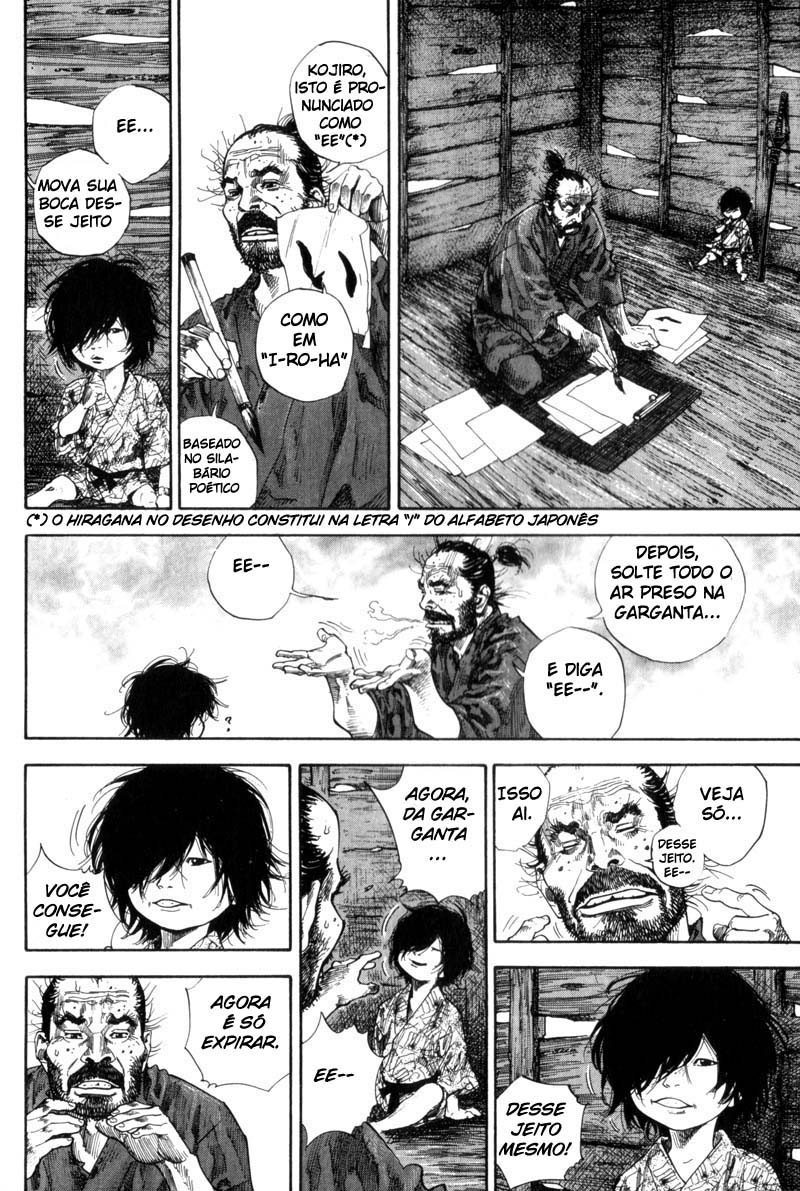 KOJIRO,
ISTO É PRO-
NUNCIADO
COMO
"EE"(*)
COMO
EM
"I-RO-HA"
BASEADO
NO SILA-
BÁRIO
POÉTICO
EE...
MOVA SUA
BOCA DES-
SE JEITO
(*) O HIRAGANA NO DESENHO CONSTITUI NA LETRA "I" DO ALFABETO JAPONÊS
DEPOIS,
SOLTE TODO O
AR PRESO NA
GARGANTA...
E DIGA
"EE--".
EE--
?
VEJA
SÓ...
DESSE
JEITO.
EE--
ISSO
AI.
AGORA,
DA GAR-
GANTA
...
EE--
VOCÊ
CONSE-
GUE!
DESSE
JEITO
MESMO!
AGORA
É SÓ
EXPIRAR.